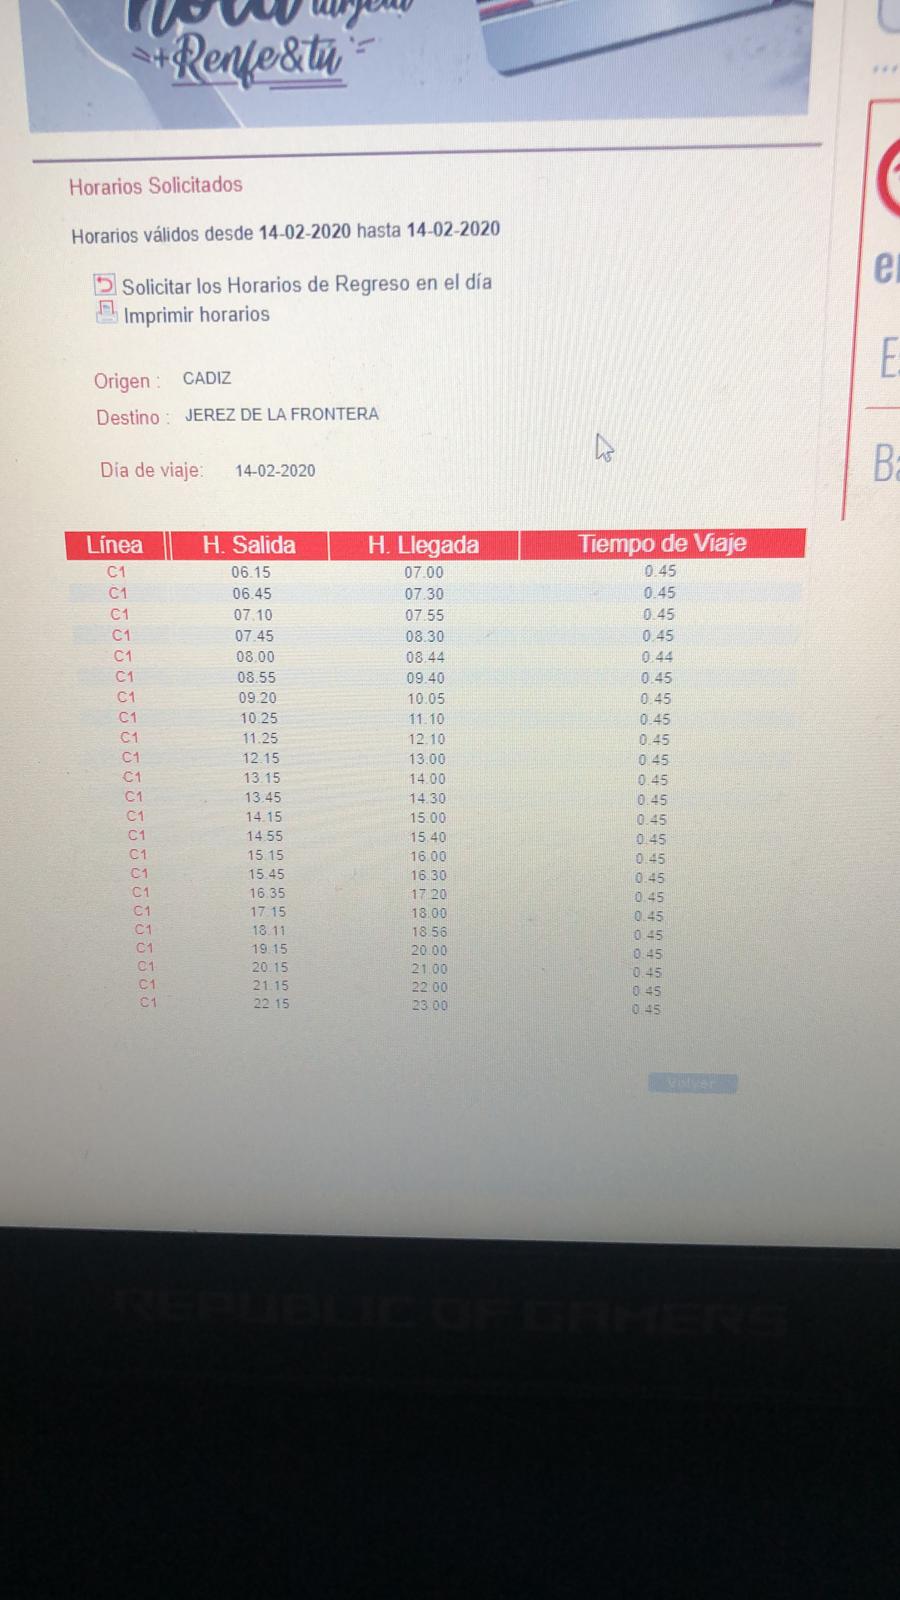 hola tarjeta
+Renfe&tú
Horarios Solicitados
Horarios válidos desde 14-02-2020 hasta 14-02-2020
Solicitar los Horarios de Regreso en el día
Imprimir horarios
Origen : CADIZ
Destino : JEREZ DE LA FRONTERA
Día de viaje: 14-02-2020
Línea H. Salida H. Llegada Tiempo de Viaje
C1 06.15 07.00 0.45
C1 06.45 07.30 0.45
C1 07.10 07.55 0.45
C1 07.45 08.30 0.45
C1 08.00 08.44 0.44
C1 08.55 09.40 0.45
C1 09.20 10.05 0.45
C1 10.25 11.10 0.45
C1 11.25 12.10 0.45
C1 12.15 13.00 0.45
C1 13.15 14.00 0.45
C1 13.45 14.30 0.45
C1 14.15 15.00 0.45
C1 14.55 15.40 0.45
C1 15.15 16.00 0.45
C1 15.45 16.30 0.45
C1 16.35 17.20 0.45
C1 17.15 18.00 0.45
C1 18.11 18.56 0.45
C1 19.15 20.00 0.45
C1 20.15 21.00 0.45
C1 21.15 22.00 0.45
C1 22.15 23.00 0.45
Volver
REPUBLIC OF GAMERS